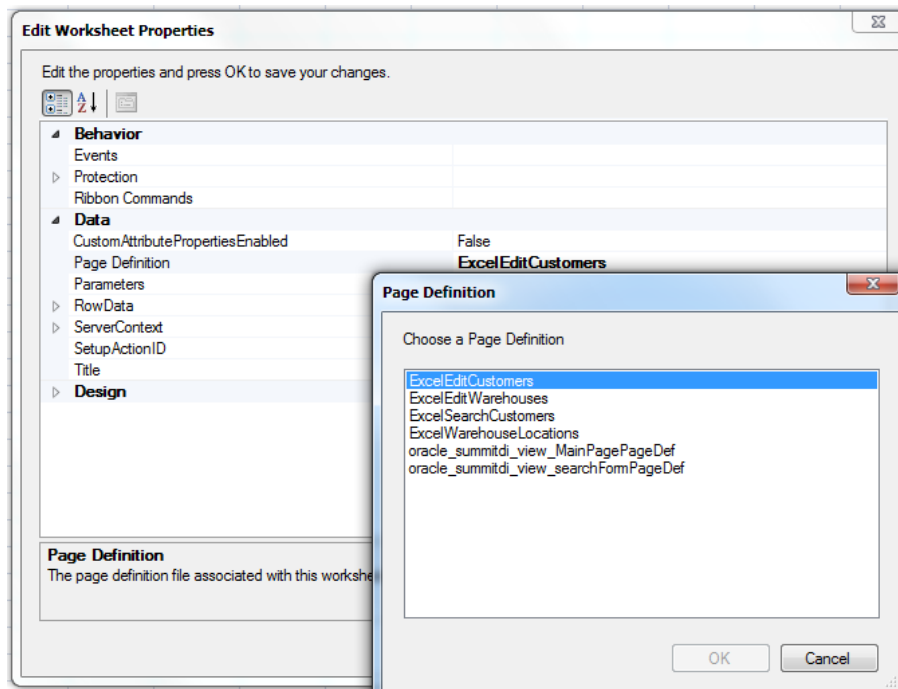 Edit Worksheet Properties
Edit the properties and press OK to save your changes.
A
Z
Behavior
Events
Protection
Ribbon Commands
Data
CustomAttributePropertiesEnabled False
Page Definition ExcelEditCustomers
Parameters
RowData
ServerContext
SetupActionID
Title
Design
Page Definition
The page definition file associated with this workshe
Page Definition
Choose a Page Definition
ExcelEditCustomers
ExcelEditWarehouses
ExcelSearchCustomers
ExcelWarehouseLocations
oracle_summitdi_view_MainPagePageDef
oracle_summitdi_view_searchFormPageDef
OK Cancel